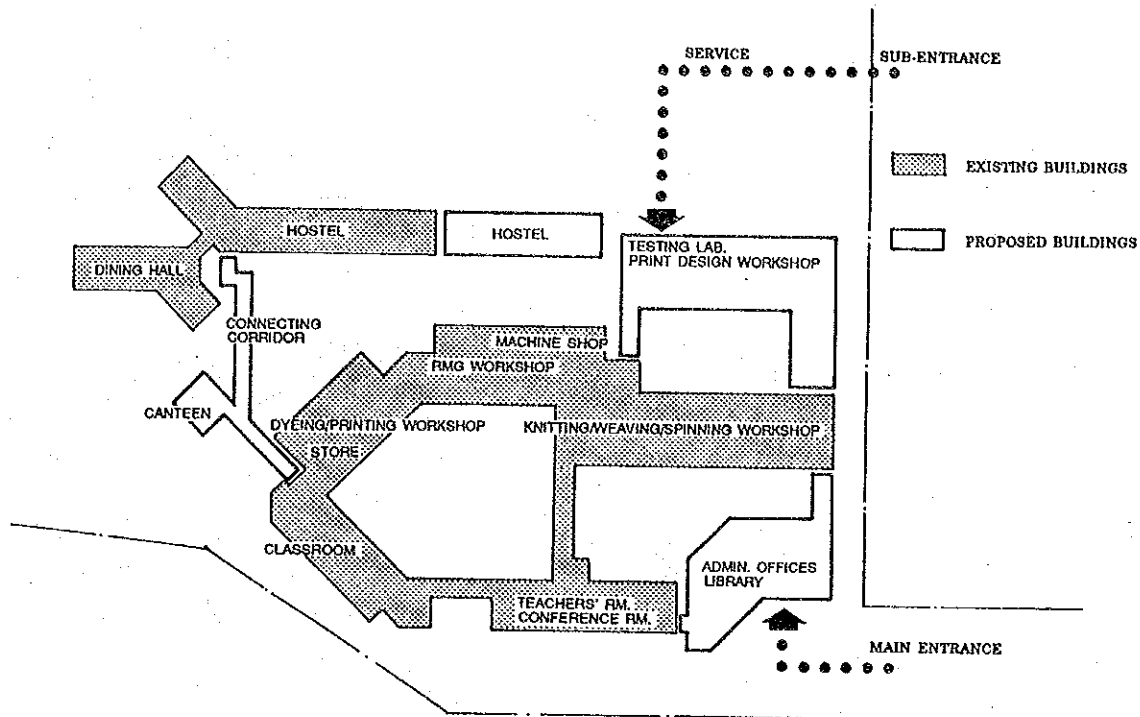 SERVICE
SUB-ENTRANCE
EXISTING BUILDINGS
HOSTEL
HOSTEL
PROPOSED BUILDINGS
TESTING LAB.
PRINT DESIGN WORKSHOP
DINING HALL
CONNECTING
CORRIDOR
MACHINE SHOP
RMG WORKSHOP
CANTEEN
DYEING/PRINTING WORKSHOP
KNITTING/WEAVING/SPINNING WORKSHOP
STORE
CLASSROOM
ADMIN. OFFICES
LIBRARY
TEACHERS' RM.
CONFERENCE RM.
MAIN ENTRANCE